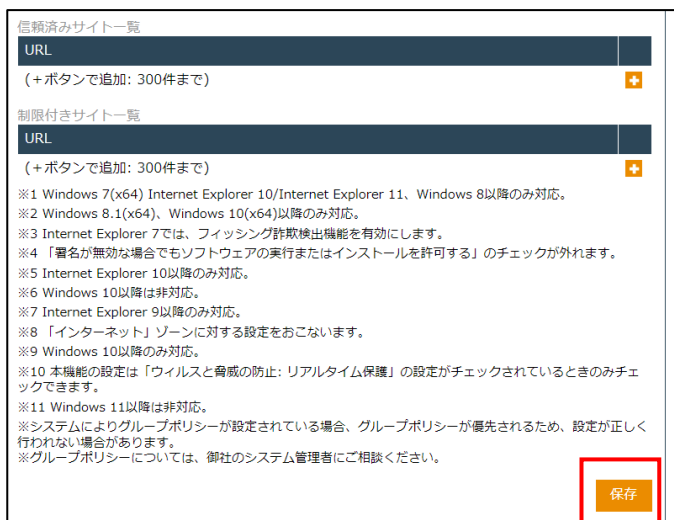 信頼済みサイト一覧
URL
(+ボタンで追加: 300件まで)
制限付きサイト一覧
URL
(+ボタンで追加: 300件まで)
※1 Windows 7(x64) Internet Explorer 10/Internet Explorer 11、Windows 8以降のみ対応。
※2 Windows 8.1(x64)、Windows 10(x64)以降のみ対応。
※3 Internet Explorer 7では、フィッシング詐欺検出機能を有効にします。
※4 「署名が無効な場合でもソフトウェアの実行またはインストールを許可する」のチェックが外れます。
※5 Internet Explorer 10以降のみ対応。
※6 Windows 10以降は非対応。
※7 Internet Explorer 9以降のみ対応。
※8 「インターネット」ゾーンに対する設定をおこないます。
※9 Windows 10以降のみ対応。
※10 本機能の設定は「ウィルスと脅威の防止: リアルタイム保護」の設定がチェックされているときのみチェ
ックできます。
※11 Windows 11以降は非対応。
※システムによりグループポリシーが設定されている場合、グループポリシーが優先されるため、設定が正しく
行われない場合があります。
※グループポリシーについては、御社のシステム管理者にご相談ください。
保存